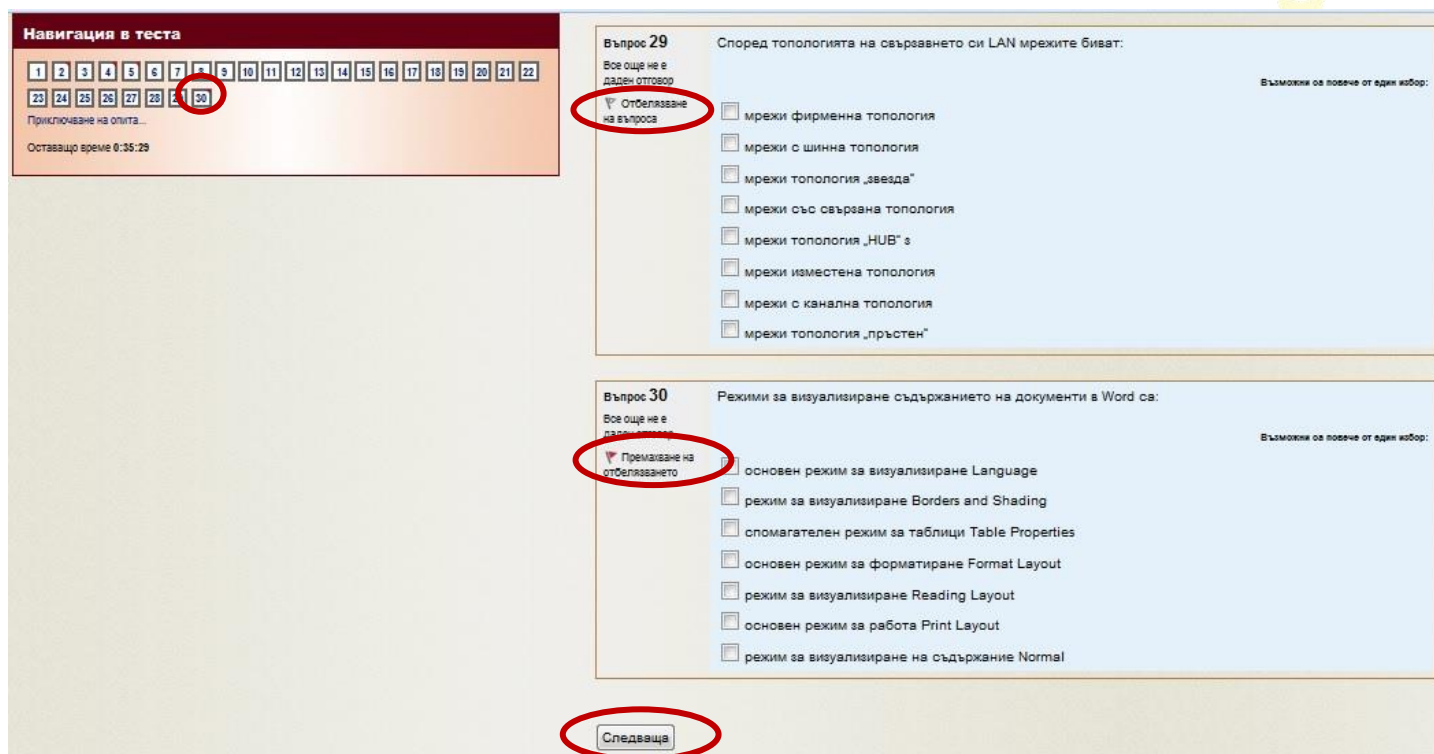 Навигация в теста
1 2 3 4 5 6 7 8 9 10 11 12 13 14 15 16 17 18 19 20 21 22
23 24 25 26 27 28 29 30
Приключване на опита...
Оставащо време 0:35:29
Въпрос 29
Все още не е
даден отговор
Отбелязване
на въпроса
Според топологията на свързавнето си LAN мрежите биват:
Възможни са повече от един избор:
мрежи фирменна топология
мрежи с шинна топология
мрежи топология „звезда"
мрежи със свързана топология
мрежи топология „HUB" s
мрежи изместена топология
мрежи с канална топология
мрежи топология „пръстен"
Въпрос 30
Все още не е
даден отговор
Премахване на
отбелязването
Режими за визуализиране съдържанието на документи в Word са:
Възможни са повече от един избор:
основен режим за визуализиране Language
режим за визуализиране Borders and Shading
спомагателен режим за таблици Table Properties
основен режим за форматиране Format Layout
режим за визуализиране Reading Layout
основен режим за работа Print Layout
режим за визуализиране на съдържание Normal
Следваща